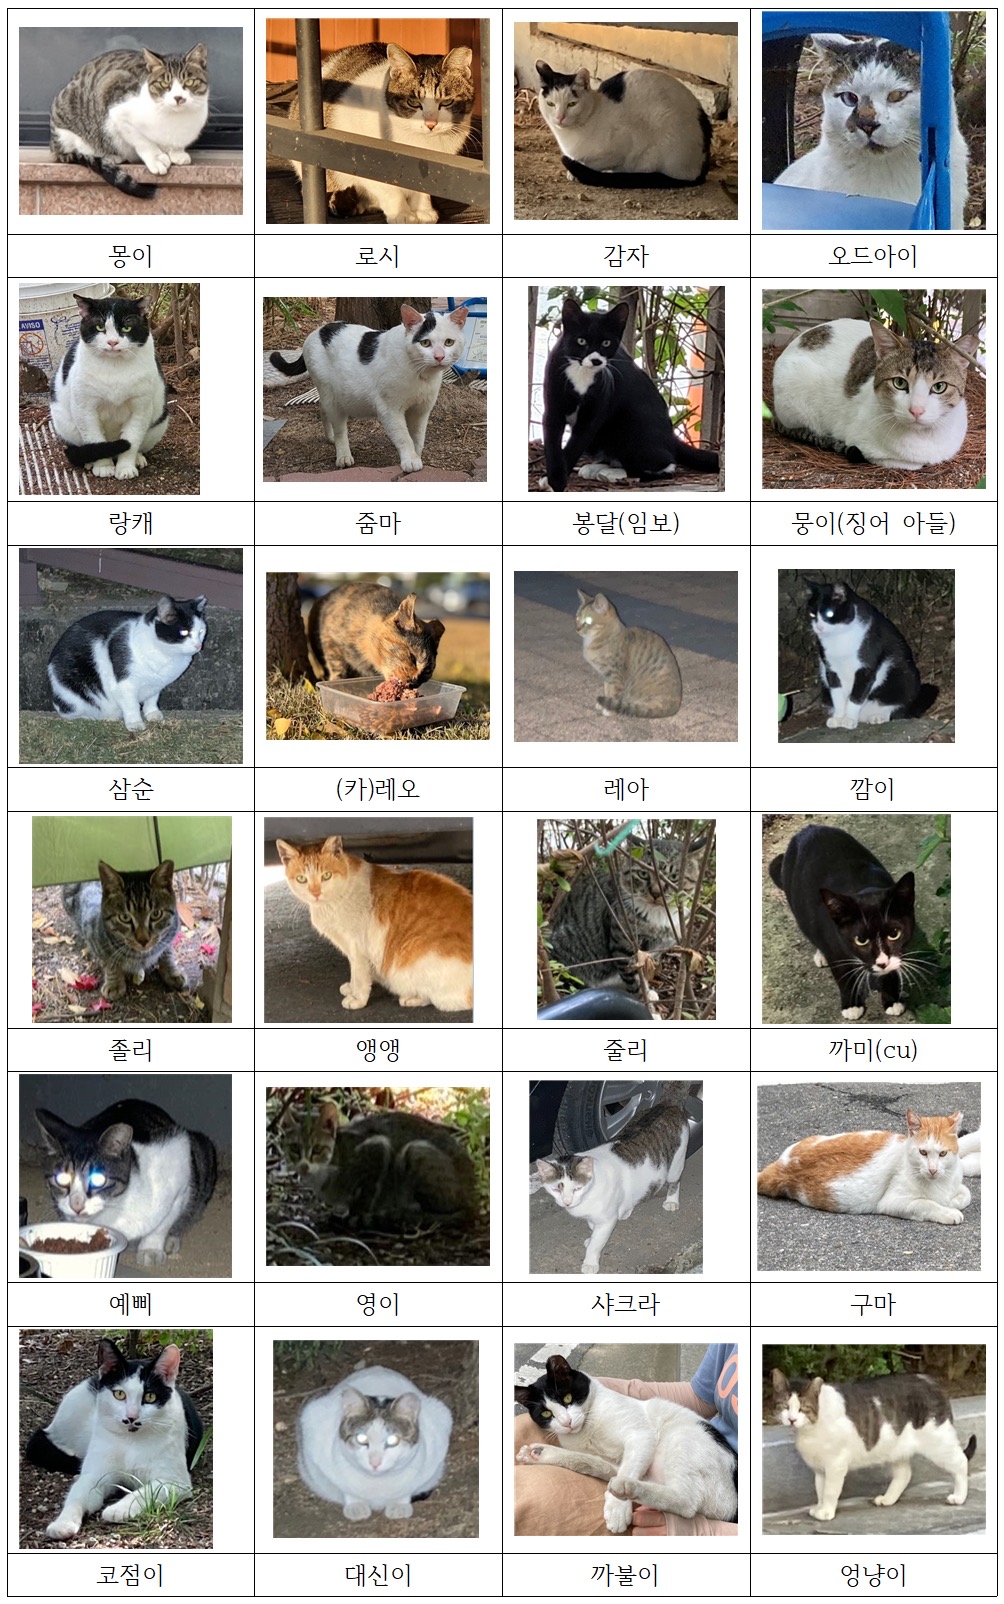 몽이 로시 감자 오드아이
AVISO
랑캐 줌마 봉달(임보) 뭉이(징어 아들)
삼순 (카)레오 레아 깜이
졸리 앵앵 줄리 까미(cu)
예삐 영이 샤크라 구마
코점이 대신이 까불이 엉냥이